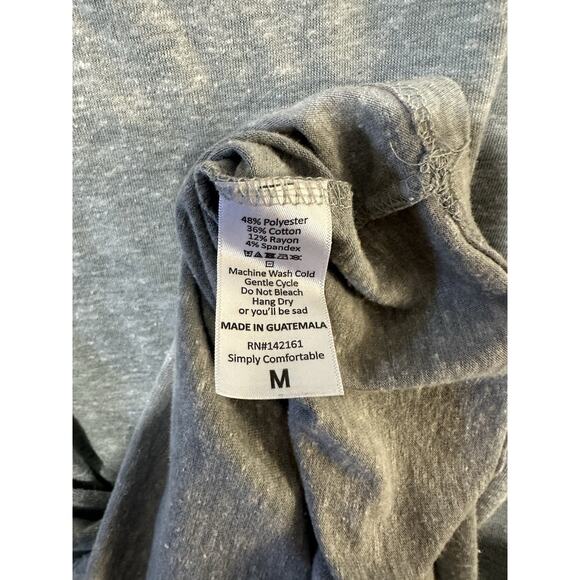 48% Polyester
36% Cotton
12% Rayon
4% Spandex
Machine Wash Cold
Gentle Cycle
Do Not Bleach
Hang Dry
or you'll be sad
MADE IN GUATEMALA
RN#142161
Simply Comfortable
M